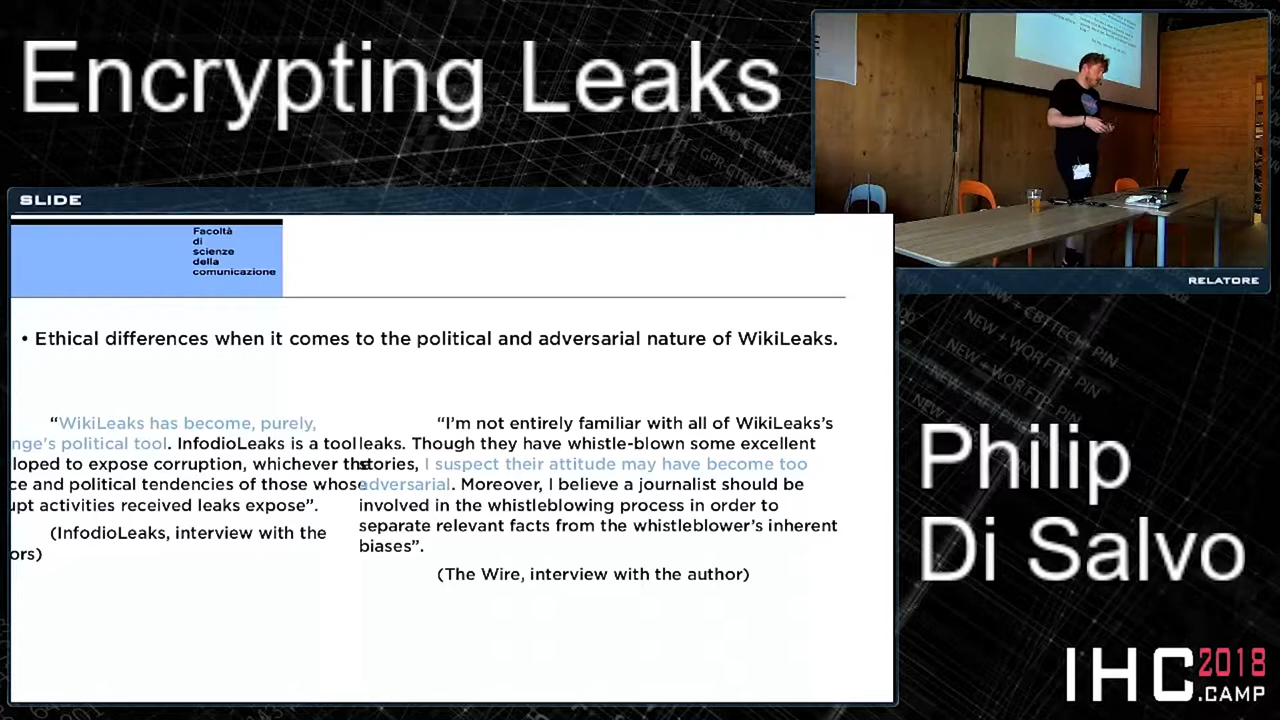 Encrypting Leaks
SLIDE
Facoltà
di
scienze
della
comunicazione
• Ethical differences when it comes to the political and adversarial nature of WikiLeaks.
“WikiLeaks has become, purely,
nge's political tool. InfodioLeaks is a tool
loped to expose corruption, whichever the
ce and political tendencies of those whose
upt activities received leaks expose”.
(InfodioLeaks, interview with the
ors)
“I’m not entirely familiar with all of WikiLeaks’s
leaks. Though they have whistle-blown some excellent
stories, I suspect their attitude may have become too
adversarial. Moreover, I believe a journalist should be
involved in the whistleblowing process in order to
separate relevant facts from the whistleblower’s inherent
biases”.
(The Wire, interview with the author)
RELATORE
Philip
Di Salvo
IHC 2018
.CAMP